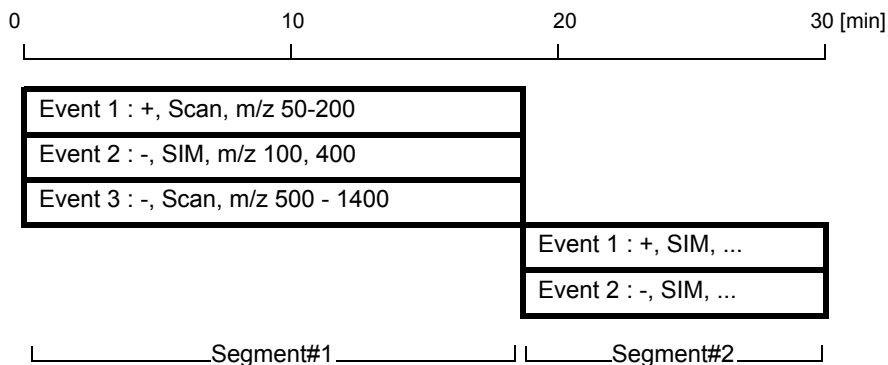 0 10 20 30 [min]
Event 1 : +, Scan, m/z 50-200
Event 2 : -, SIM, m/z 100, 400
Event 3 : -, Scan, m/z 500 - 1400
Event 1 : +, SIM, ...
Event 2 : -, SIM, ...
Segment#1 Segment#2